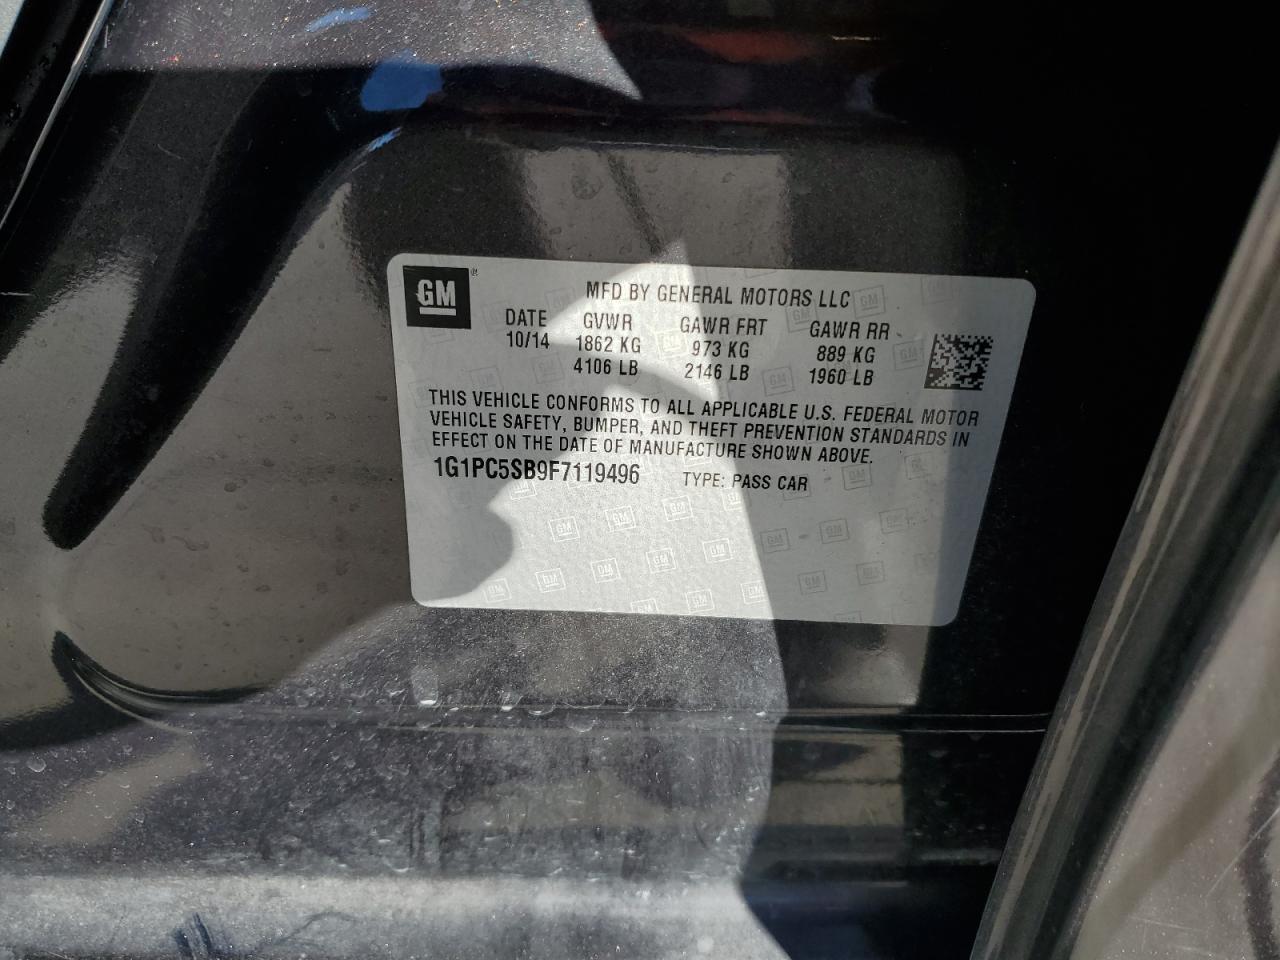 GM
MFD BY GENERAL MOTORS LLC
DATE GVWR GAWR FRT GAWR RR
10/14 1862 KG 973 KG 889 KG
4106 LB 2146 LB 1960 LB
THIS VEHICLE CONFORMS TO ALL APPLICABLE U.S. FEDERAL MOTOR
VEHICLE SAFETY, BUMPER, AND THEFT PREVENTION STANDARDS IN
EFFECT ON THE DATE OF MANUFACTURE SHOWN ABOVE.
1G1PC5SB9F7119496 TYPE: PASS CAR